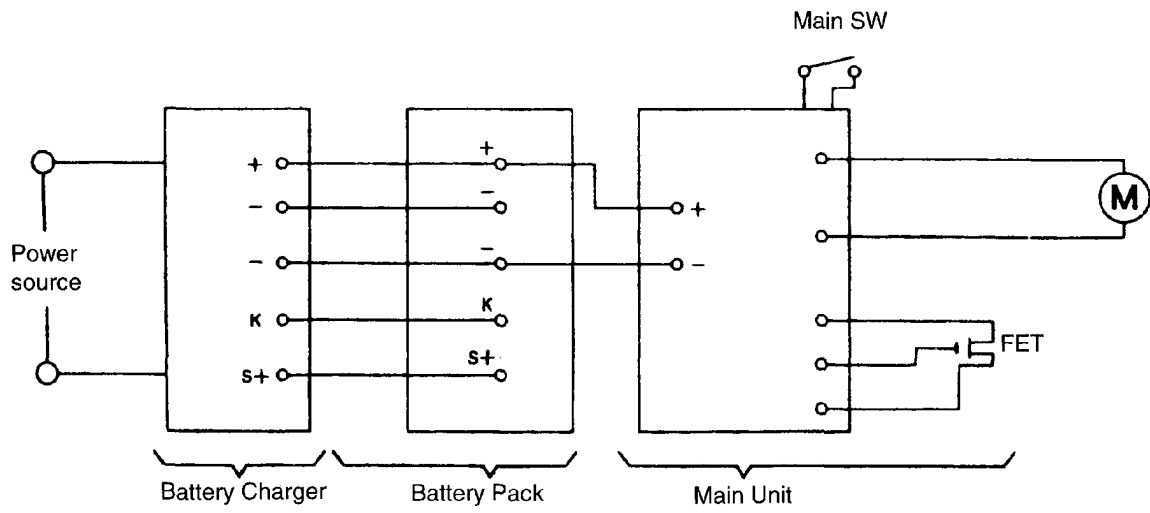 Main SW
+
+
-
-
+
M
-
-
-
Power
source
K
K
FET
S+
S+
Battery Charger
Battery Pack
Main Unit